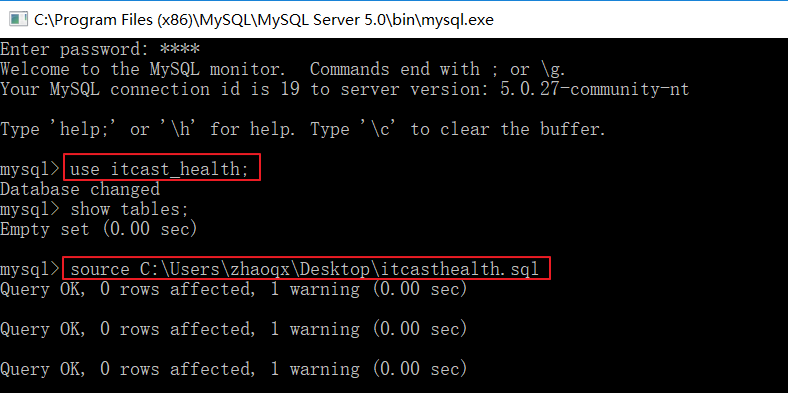 C:\Program Files (x86)\MySQL\MySQL Server 5.0\bin\mysql.exe
Enter password: ****
Welcome to the MySQL monitor.  Commands end with ; or \g.
Your MySQL connection id is 19 to server version: 5.0.27-community-nt
Type 'help;' or '\h' for help. Type '\c' to clear the buffer.
mysql> use itcast_health;
Database changed
mysql> show tables;
Empty set (0.00 sec)
mysql> source C:\Users\zhaoqx\Desktop\itcasthealth.sql
Query OK, 0 rows affected, 1 warning (0.00 sec)
Query OK, 0 rows affected, 1 warning (0.00 sec)
Query OK, 0 rows affected, 1 warning (0.00 sec)